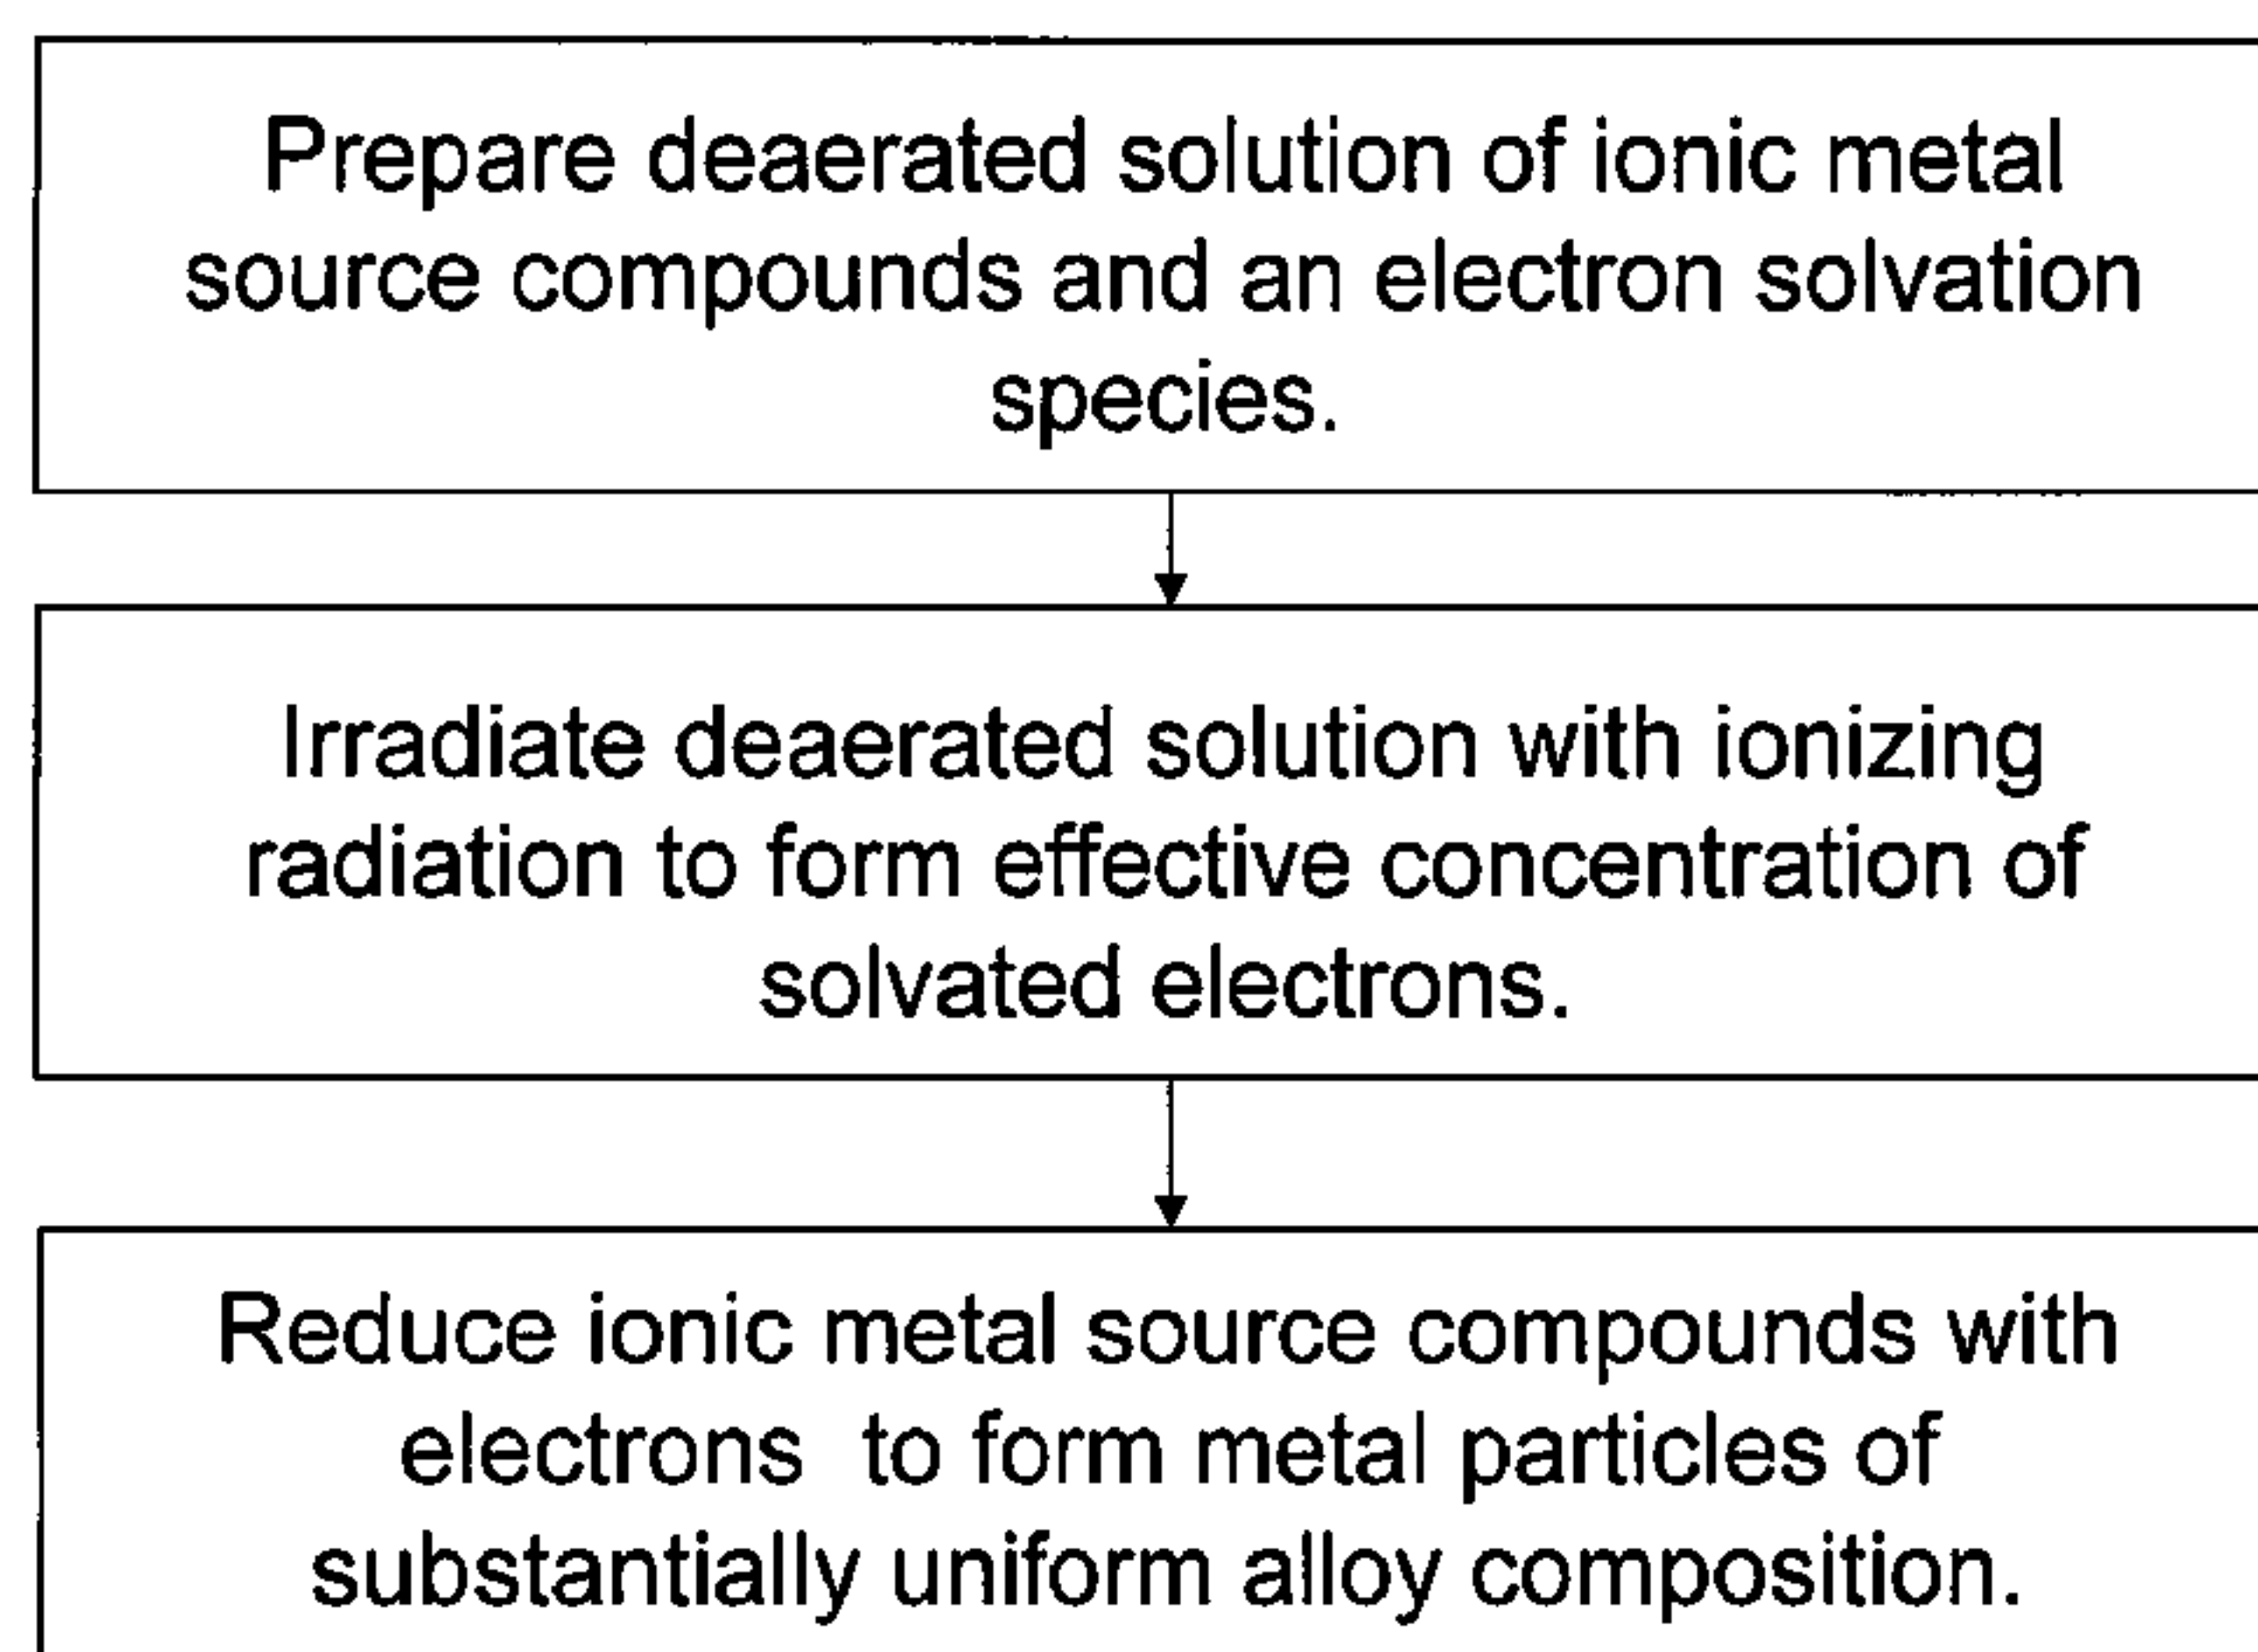 Prepare deaerated solution of ionic metal
source compounds and an electron solvation
species.
Irradiate deaerated solution with ionizing
radiation to form effective concentration of
solvated electrons.
Reduce ionic metal source compounds with
electrons to form metal particles of
substantially uniform alloy composition.